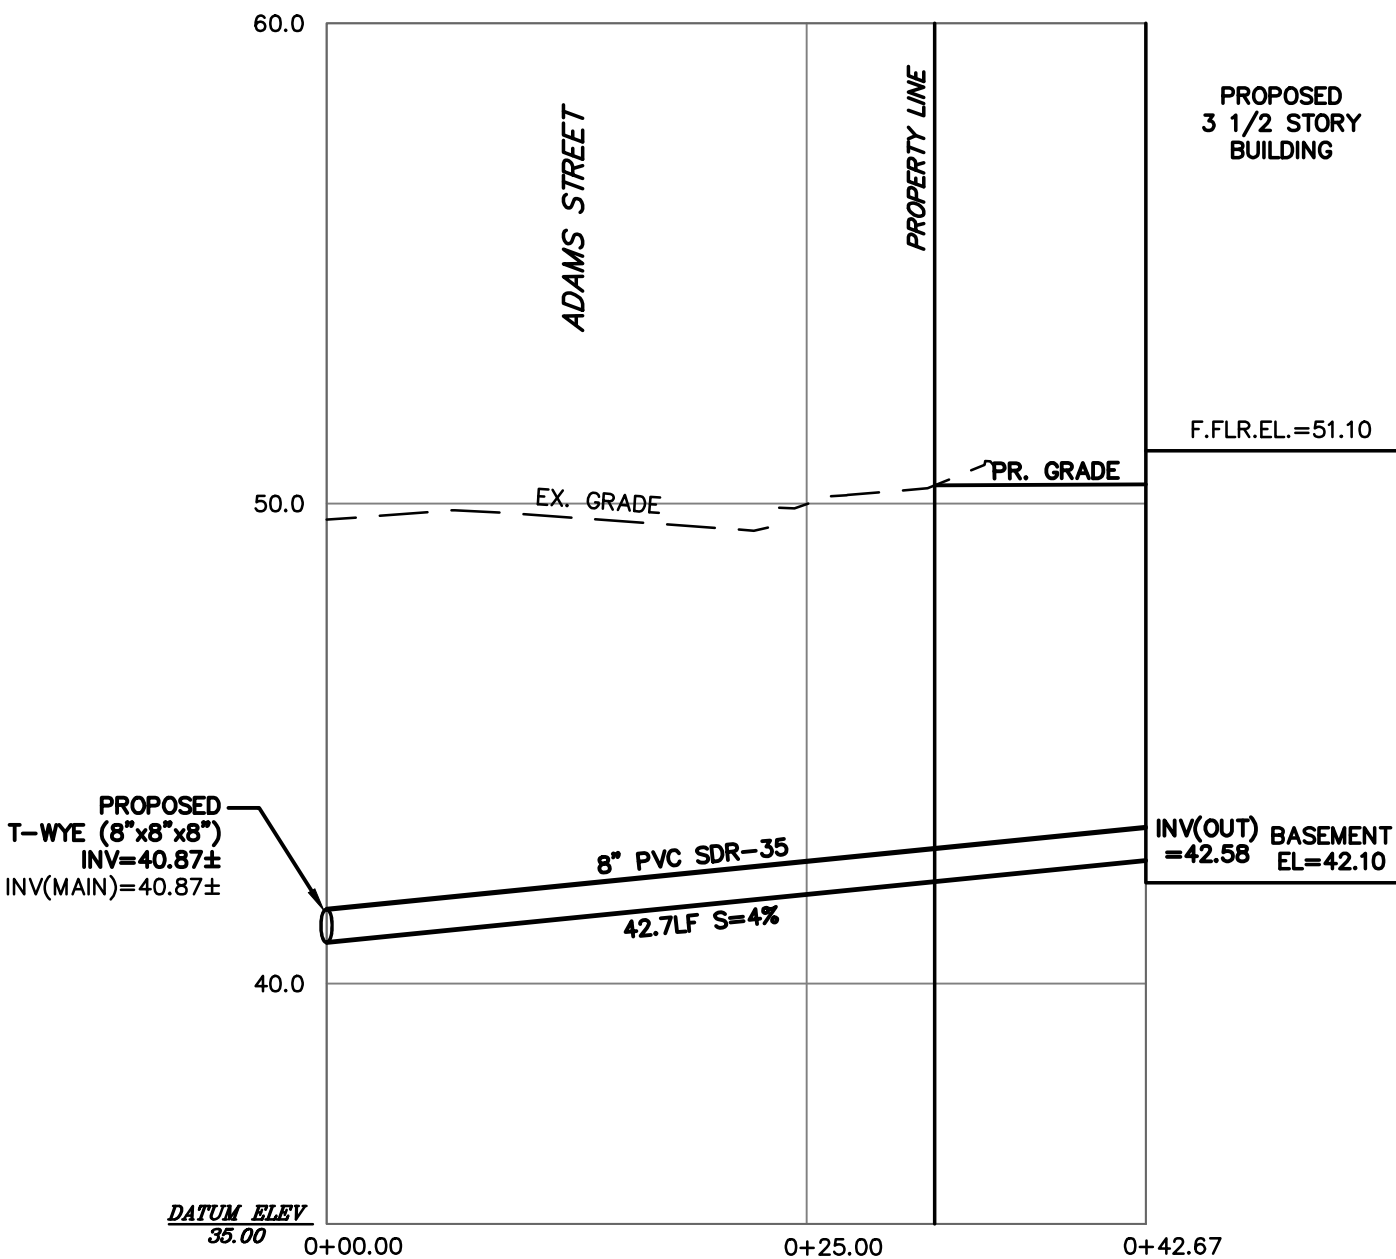 60.0
ADAMS STREET
PROPERTY LINE
PROPOSED
3 1/2 STORY
BUILDING
F.FLR.EL.=51.10
PR. GRADE
EX. GRADE
50.0
PROPOSED
T-WYE (8"x8"x8")
INV=40.87±
INV(MAIN)=40.87±
8" PVC SDR-35
42.7LF S=4%
INV(OUT)
=42.58
BASEMENT
EL=42.10
40.0
DATUM ELEV
35.00
0+00.00
0+25.00
0+42.67